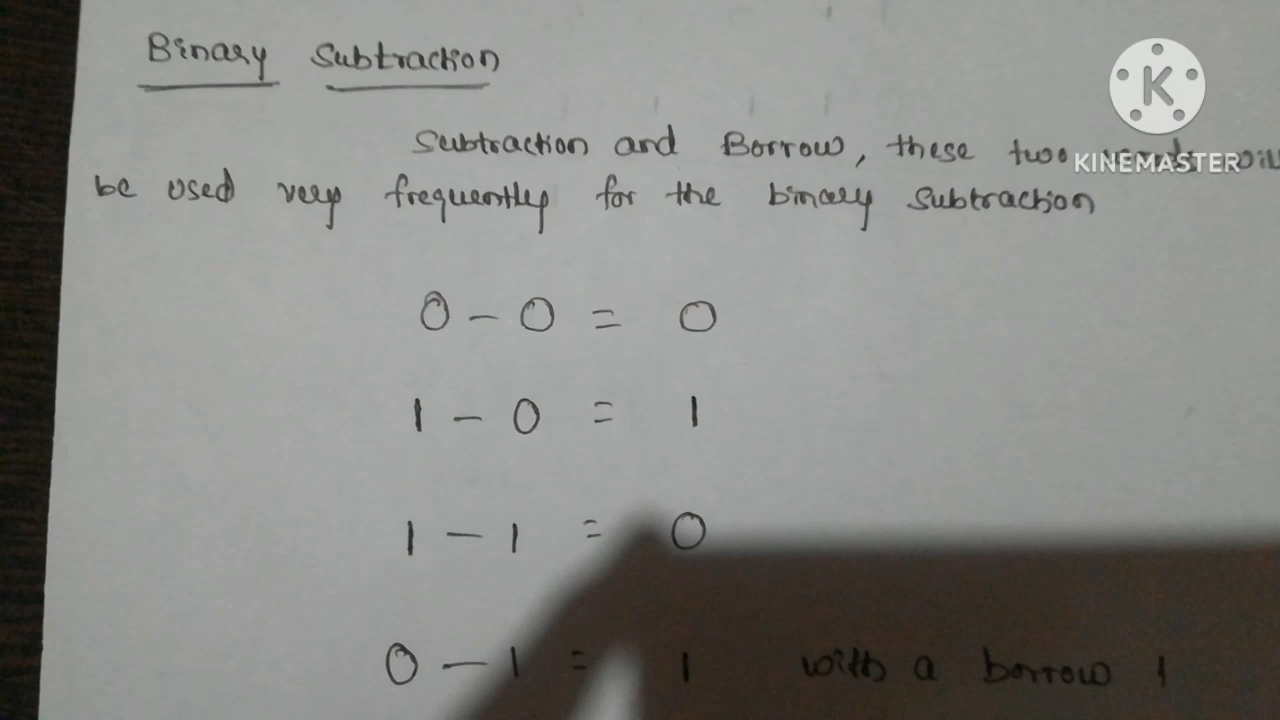 Binary Subtraction
Subtraction and Borrow, these two
be used very frequently for the binary subtraction
0 - 0 = 0
1 - 0 = 1
1 - 1 = 0
0 - 1 = 1 with a borrow 1
K
KINEMASTER